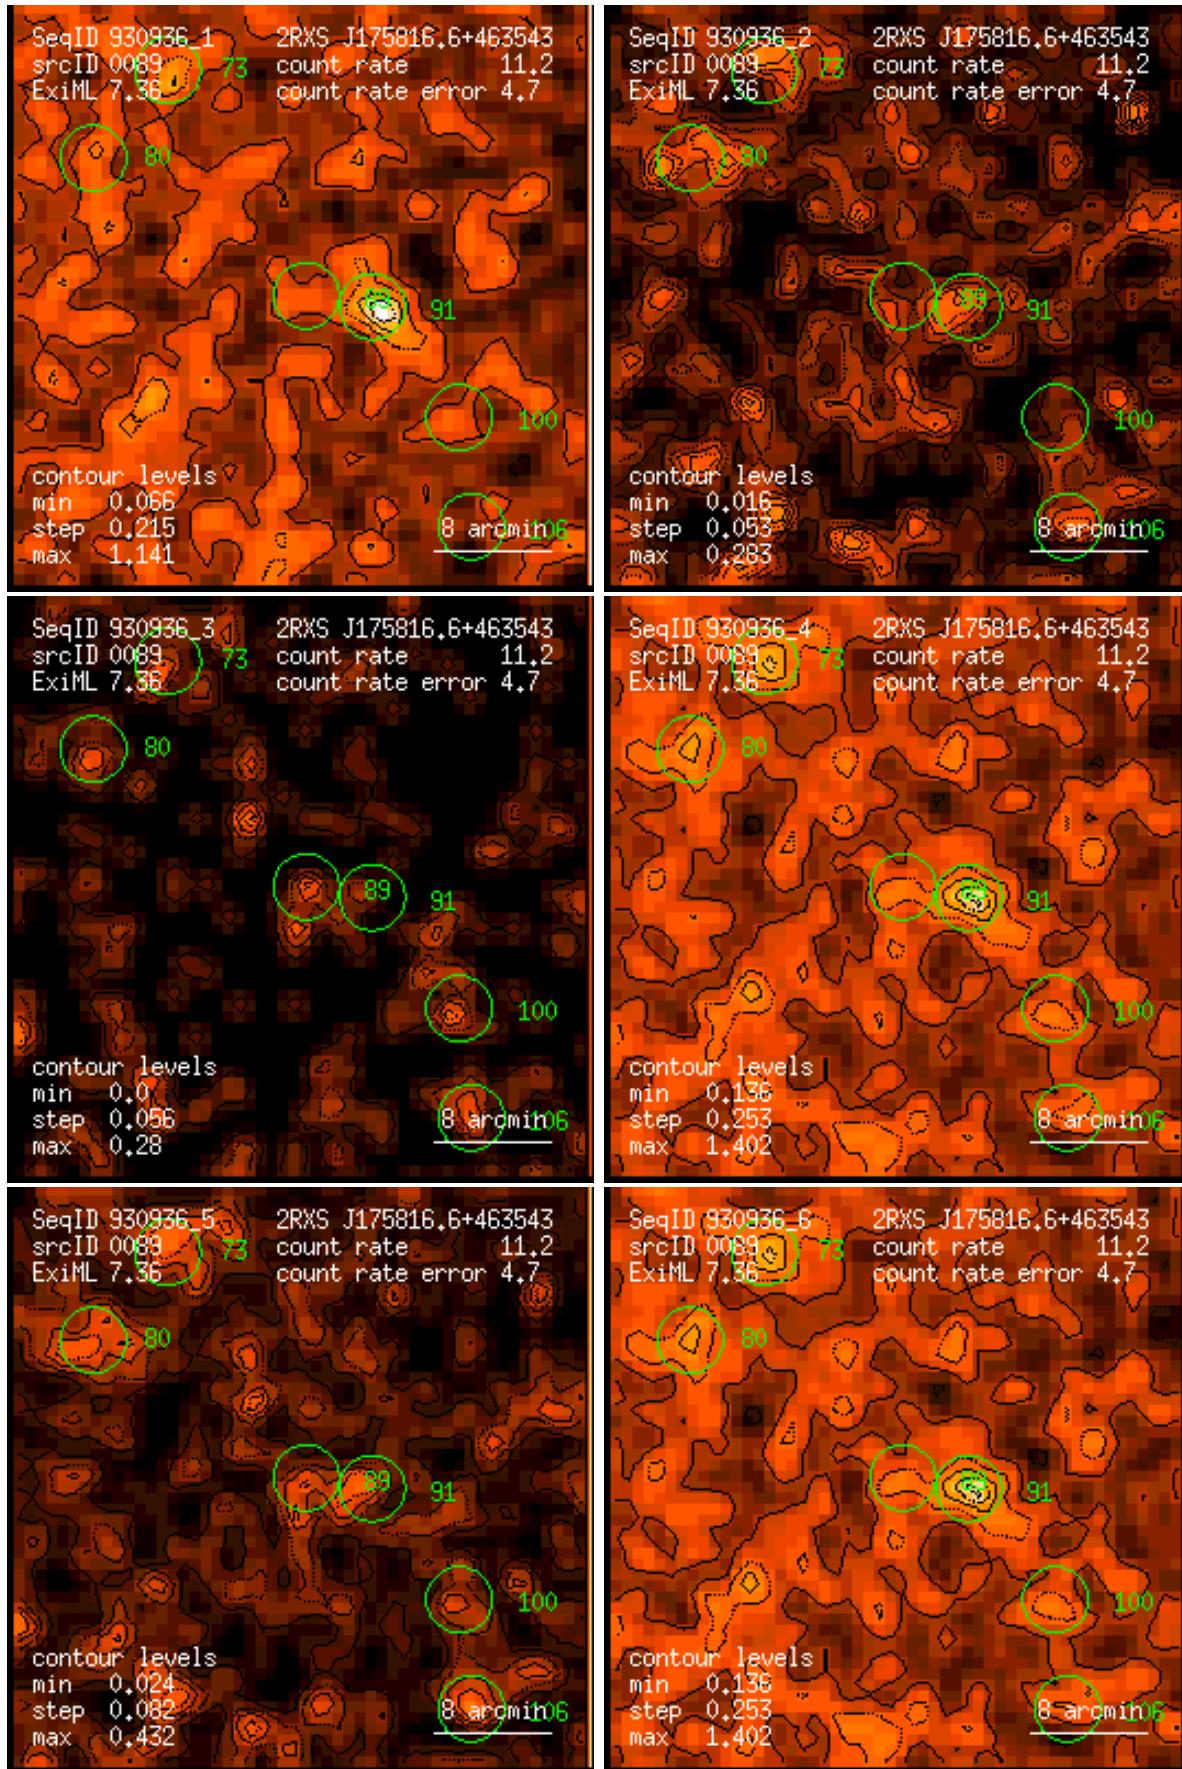 SeqID 930936_1 2RXS J175816.6+463543
srcID 0089 73 count rate 11.2
ExiML 7.36 count rate error 4.7
80
89 91
100
contour levels
min 0.066
step 0.215 8 arcmin 106
max 1.141
SeqID 930936_2 2RXS J175816.6+463543
srcID 0089 73 count rate 11.2
ExiML 7.36 count rate error 4.7
80
89 91
100
contour levels
min 0.016
step 0.053 8 arcmin 106
max 0.283
SeqID 930936_3 2RXS J175816.6+463543
srcID 0089 73 count rate 11.2
ExiML 7.36 count rate error 4.7
80
89 91
100
contour levels
min 0.0
step 0.056 8 arcmin 106
max 0.28
SeqID 930936_4 2RXS J175816.6+463543
srcID 0089 73 count rate 11.2
ExiML 7.36 count rate error 4.7
80
89 91
100
contour levels
min 0.136
step 0.253 8 arcmin 106
max 1.402
SeqID 930936_5 2RXS J175816.6+463543
srcID 0089 73 count rate 11.2
ExiML 7.36 count rate error 4.7
80
89 91
100
contour levels
min 0.024
step 0.082 8 arcmin 106
max 0.432
SeqID 930936_6 2RXS J175816.6+463543
srcID 0089 73 count rate 11.2
ExiML 7.36 count rate error 4.7
80
89 91
100
contour levels
min 0.136
step 0.253 8 arcmin 106
max 1.402